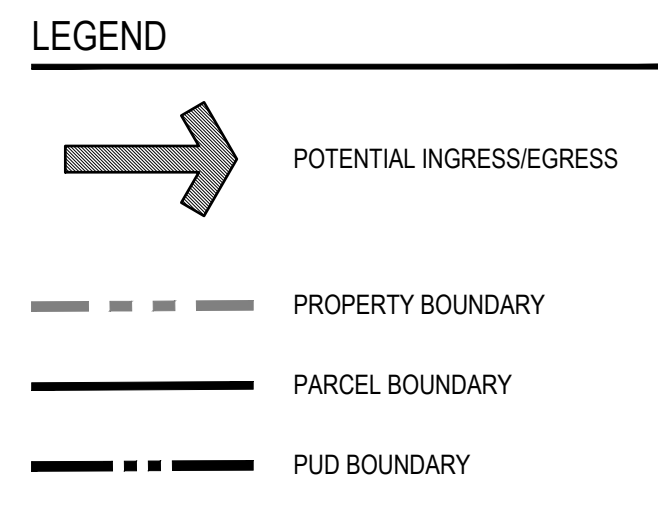 LEGEND
POTENTIAL INGRESS/EGRESS
PROPERTY BOUNDARY
PARCEL BOUNDARY
PUD BOUNDARY